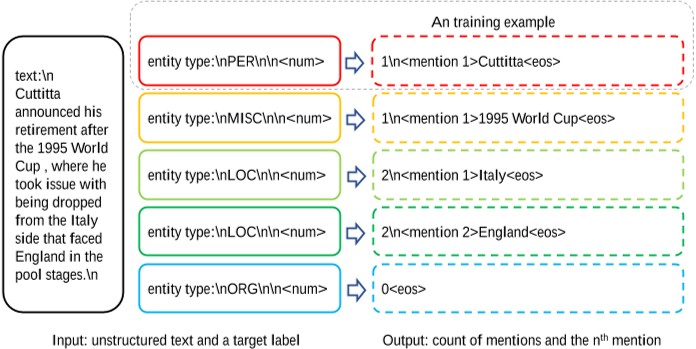 An training example
text:\n
Cuttitta
announced his
retirement after
the 1995 World
Cup , where he
took issue with
being dropped
from the Italy
side that faced
England in the
pool stages.\n
entity type:\nPER\n\n<num>
1\n<mention 1>Cuttitta<eos>
entity type:\nMISC\n\n<num>
1\n<mention 1>1995 World Cup<eos>
entity type:\nLOC\n\n<num>
2\n<mention 1>Italy<eos>
entity type:\nLOC\n\n<num>
2\n<mention 2>England<eos>
entity type:\nORG\n\n<num>
0<eos>
Input: unstructured text and a target label
Output: count of mentions and the nth mention